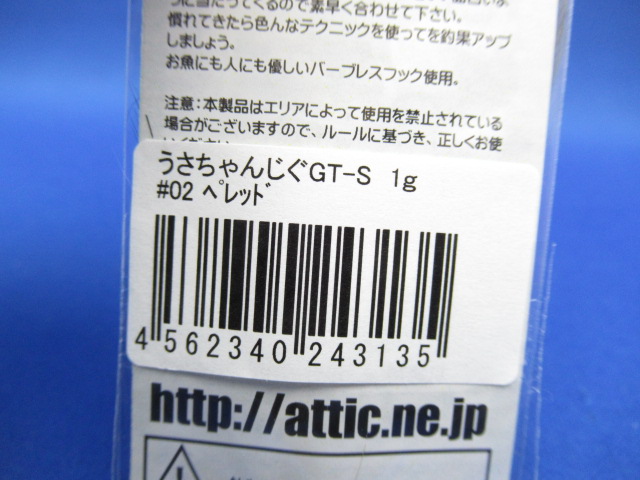 うに当たってくるので素早く合わせて下さい。
慣れてきたら色んなテクニックを使ってを釣果アップ
しましょう。
お魚にも人にも優しいバーブレスフック使用。
注意:本製品はエリアによって使用を禁止されている
場合がございますので、ルールに基づき、正しくお使
いください。
うさちゃんじぐGT-S 1g
#02 ﾍﾟﾚｯﾄﾞ
4 562340 243135
http://attic.ne.jp